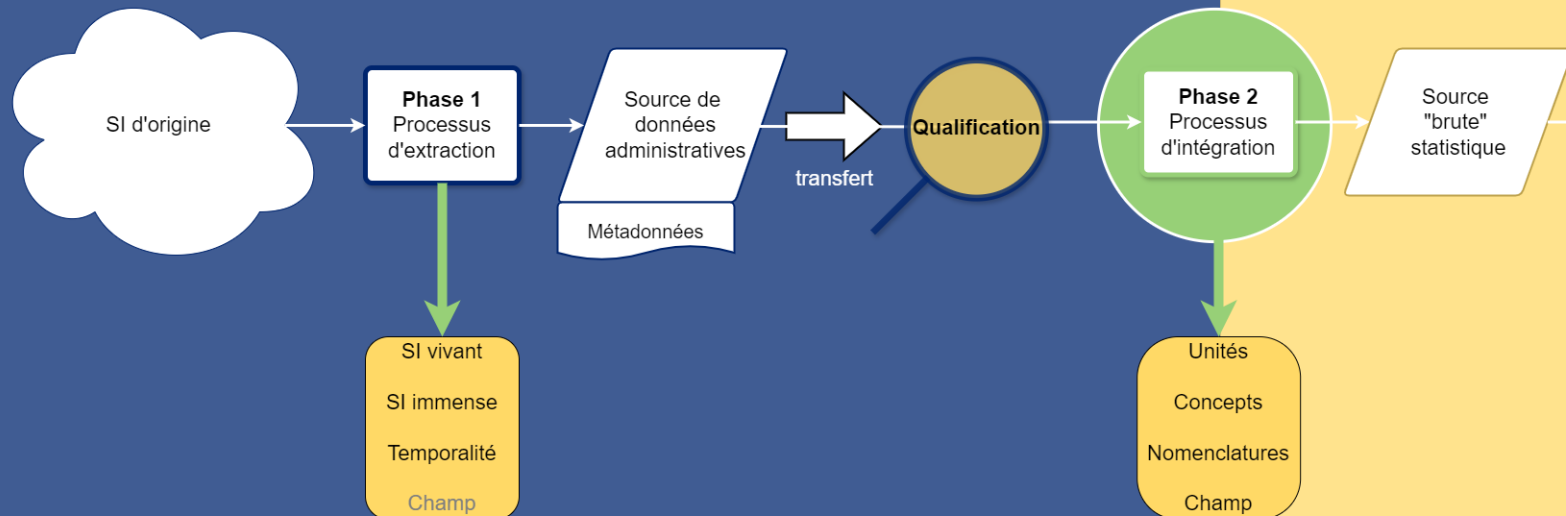 SI d'origine
Phase 1
Processus
d'extraction
Source de
données
administratives
Métadonnées
transfert
Qualification
Phase 2
Processus
d'intégration
Source
"brute"
statistique
SI vivant
SI immense
Temporalité
Champ
Unités
Concepts
Nomenclatures
Champ